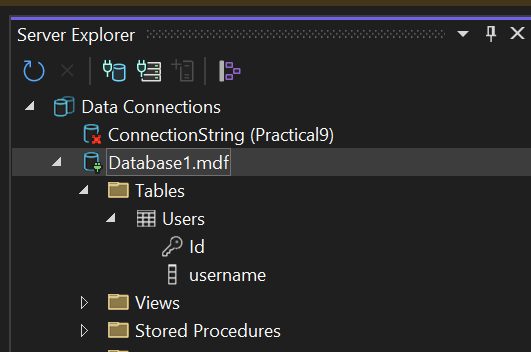 Server Explorer
Data Connections
ConnectionString (Practical9)
Database1.mdf
Tables
Users
Id
username
Views
Stored Procedures